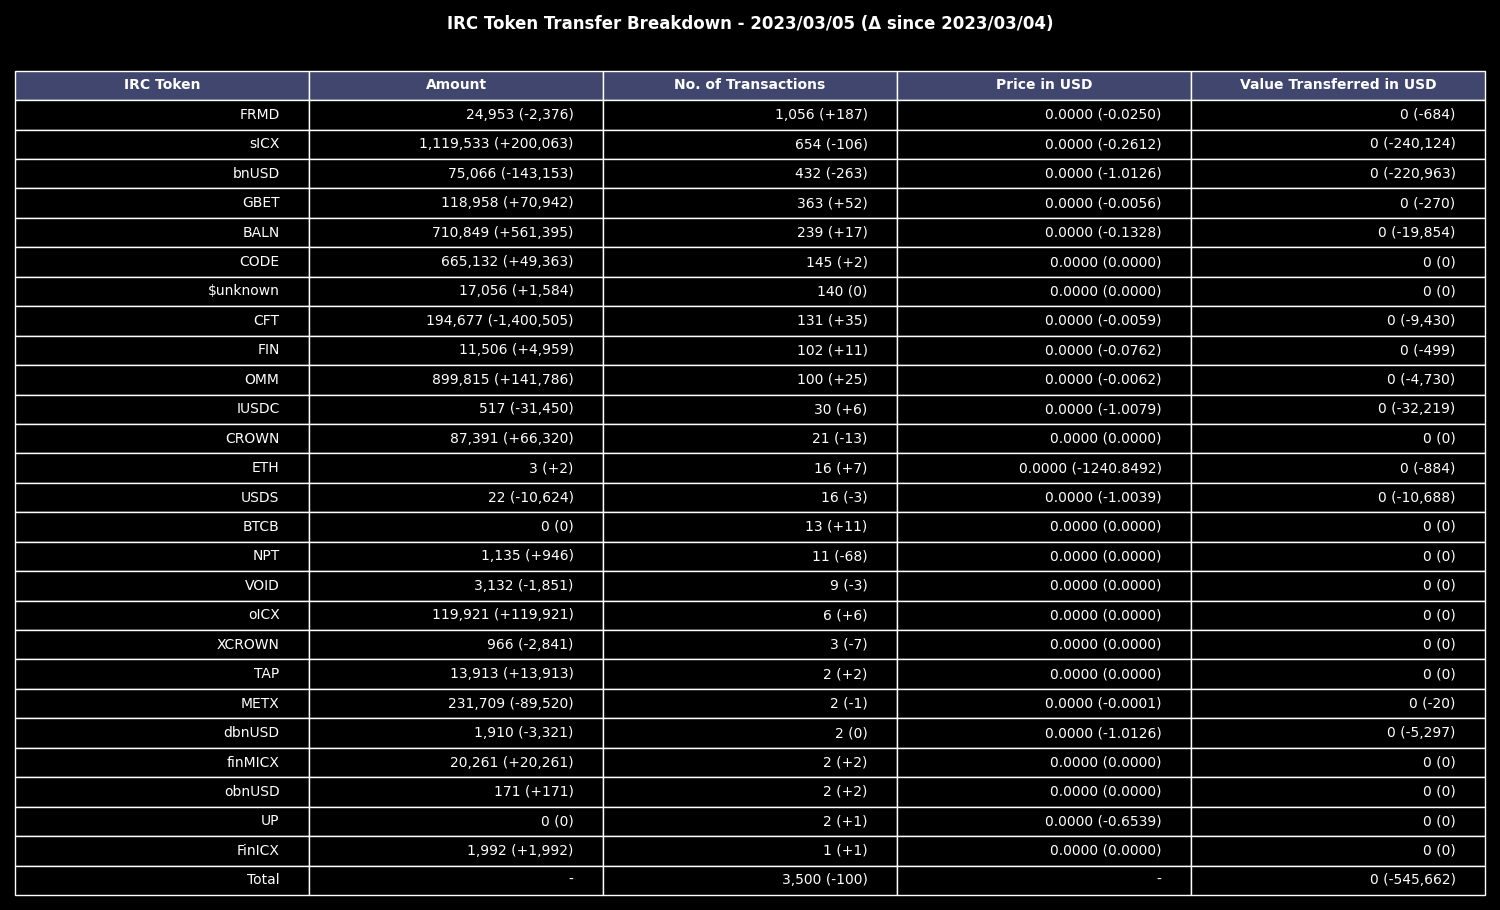 IRC Token Transfer Breakdown - 2023/03/05 (Δ since 2023/03/04)
IRC Token Amount No. of Transactions Price in USD Value Transferred in USD
FRMD 24,953 (-2,376) 1,056 (+187) 0.0000 (-0.0250) 0 (-684)
sICX 1,119,533 (+200,063) 654 (-106) 0.0000 (-0.2612) 0 (-240,124)
bnUSD 75,066 (-143,153) 432 (-263) 0.0000 (-1.0126) 0 (-220,963)
GBET 118,958 (+70,942) 363 (+52) 0.0000 (-0.0056) 0 (-270)
BALN 710,849 (+561,395) 239 (+17) 0.0000 (-0.1328) 0 (-19,854)
CODE 665,132 (+49,363) 145 (+2) 0.0000 (0.0000) 0 (0)
$unknown 17,056 (+1,584) 140 (0) 0.0000 (0.0000) 0 (0)
CFT 194,677 (-1,400,505) 131 (+35) 0.0000 (-0.0059) 0 (-9,430)
FIN 11,506 (+4,959) 102 (+11) 0.0000 (-0.0762) 0 (-499)
OMM 899,815 (+141,786) 100 (+25) 0.0000 (-0.0062) 0 (-4,730)
IUSDC 517 (-31,450) 30 (+6) 0.0000 (-1.0079) 0 (-32,219)
CROWN 87,391 (+66,320) 21 (-13) 0.0000 (0.0000) 0 (0)
ETH 3 (+2) 16 (+7) 0.0000 (-1240.8492) 0 (-884)
USDS 22 (-10,624) 16 (-3) 0.0000 (-1.0039) 0 (-10,688)
BTCB 0 (0) 13 (+11) 0.0000 (0.0000) 0 (0)
NPT 1,135 (+946) 11 (-68) 0.0000 (0.0000) 0 (0)
VOID 3,132 (-1,851) 9 (-3) 0.0000 (0.0000) 0 (0)
oICX 119,921 (+119,921) 6 (+6) 0.0000 (0.0000) 0 (0)
XCROWN 966 (-2,841) 3 (-7) 0.0000 (0.0000) 0 (0)
TAP 13,913 (+13,913) 2 (+2) 0.0000 (0.0000) 0 (0)
METX 231,709 (-89,520) 2 (-1) 0.0000 (-0.0001) 0 (-20)
dbnUSD 1,910 (-3,321) 2 (0) 0.0000 (-1.0126) 0 (-5,297)
finMICX 20,261 (+20,261) 2 (+2) 0.0000 (0.0000) 0 (0)
obnUSD 171 (+171) 2 (+2) 0.0000 (0.0000) 0 (0)
UP 0 (0) 2 (+1) 0.0000 (-0.6539) 0 (0)
FinICX 1,992 (+1,992) 1 (+1) 0.0000 (0.0000) 0 (0)
Total - 3,500 (-100) - 0 (-545,662)